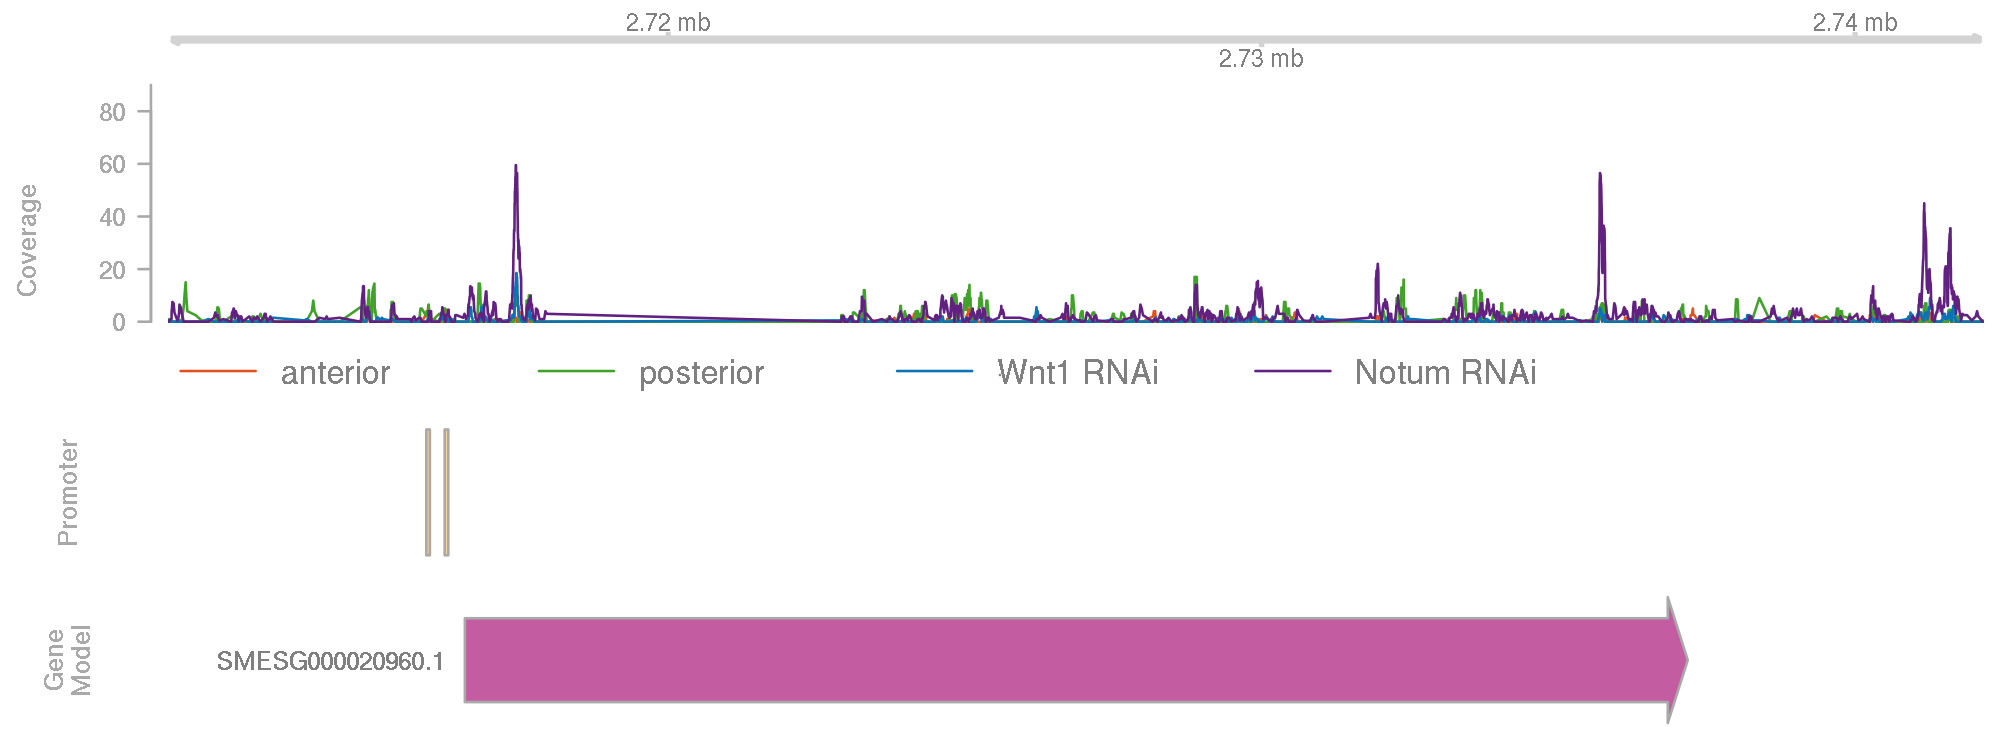 2.72 mb
2.74 mb
2.73 mb
80
60
40
20
0
Coverage
anterior posterior Wnt1 RNAi Notum RNAi
Promoter
Gene
Model
SMESG000020960.1